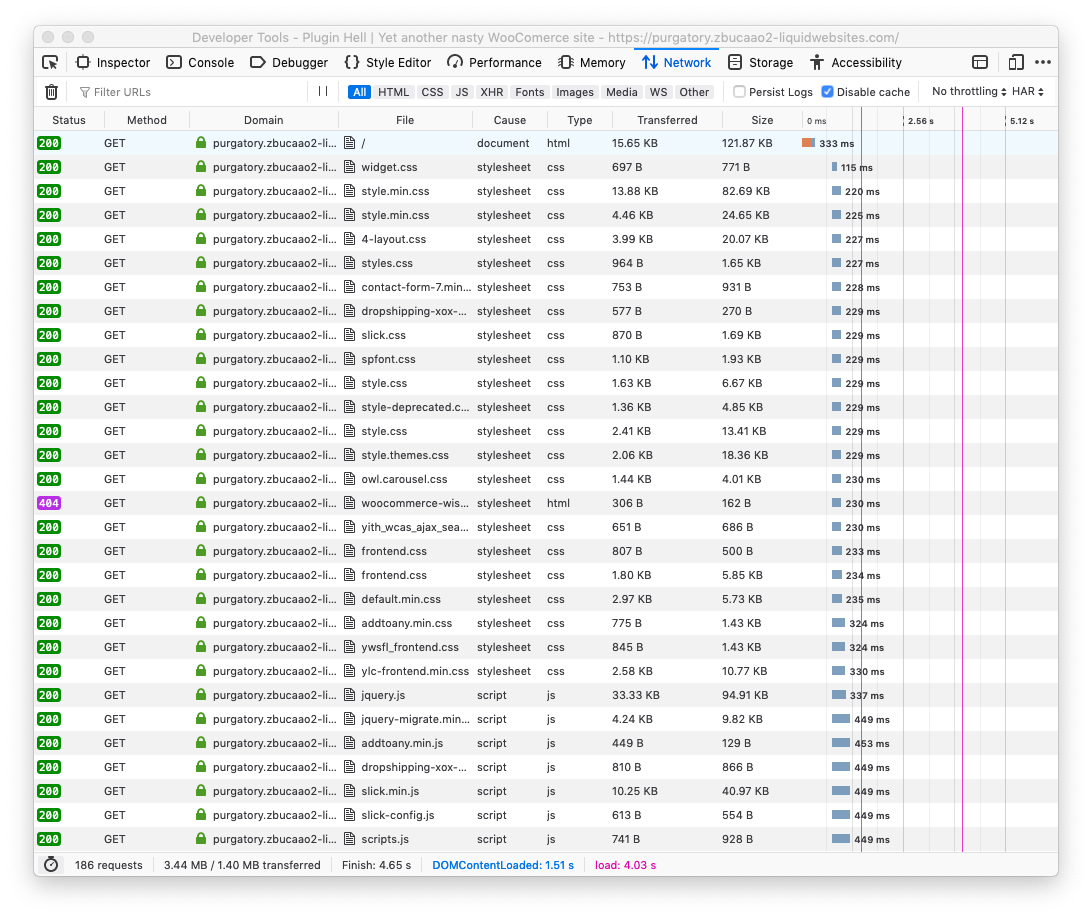 Developer Tools - Plugin Hell | Yet another nasty WooComerce site - https://purgatory.zbucaao2-liquidwebsites.com/
Inspector Console Debugger {} Style Editor Performance Memory Network Storage Accessibility
Filter URLs All HTML CSS JS XHR Fonts Images Media WS Other Persist Logs Disable cache No throttling HAR
Status Method Domain File Cause Type Transferred Size 0 ms 2.56 s 5.12 s
200 GET purgatory.zbucaao2-li... / document html 15.65 KB 121.87 KB 333 ms
200 GET purgatory.zbucaao2-li... widget.css stylesheet css 697 B 771 B 115 ms
200 GET purgatory.zbucaao2-li... style.min.css stylesheet css 13.88 KB 82.69 KB 220 ms
200 GET purgatory.zbucaao2-li... style.min.css stylesheet css 4.46 KB 24.65 KB 225 ms
200 GET purgatory.zbucaao2-li... 4-layout.css stylesheet css 3.99 KB 20.07 KB 227 ms
200 GET purgatory.zbucaao2-li... styles.css stylesheet css 964 B 1.65 KB 227 ms
200 GET purgatory.zbucaao2-li... contact-form-7.min... stylesheet css 753 B 931 B 228 ms
200 GET purgatory.zbucaao2-li... dropshipping-xox-... stylesheet css 577 B 270 B 229 ms
200 GET purgatory.zbucaao2-li... slick.css stylesheet css 870 B 1.69 KB 229 ms
200 GET purgatory.zbucaao2-li... spfont.css stylesheet css 1.10 KB 1.93 KB 229 ms
200 GET purgatory.zbucaao2-li... style.css stylesheet css 1.63 KB 6.67 KB 229 ms
200 GET purgatory.zbucaao2-li... style-deprecated.c... stylesheet css 1.36 KB 4.85 KB 229 ms
200 GET purgatory.zbucaao2-li... style.css stylesheet css 2.41 KB 13.41 KB 229 ms
200 GET purgatory.zbucaao2-li... style.themes.css stylesheet css 2.06 KB 18.36 KB 229 ms
200 GET purgatory.zbucaao2-li... owl.carousel.css stylesheet css 1.44 KB 4.01 KB 230 ms
404 GET purgatory.zbucaao2-li... woocommerce-wis... stylesheet html 306 B 162 B 230 ms
200 GET purgatory.zbucaao2-li... yith_wcas_ajax_sea... stylesheet css 651 B 686 B 230 ms
200 GET purgatory.zbucaao2-li... frontend.css stylesheet css 807 B 500 B 233 ms
200 GET purgatory.zbucaao2-li... frontend.css stylesheet css 1.80 KB 5.85 KB 234 ms
200 GET purgatory.zbucaao2-li... default.min.css stylesheet css 2.97 KB 5.73 KB 235 ms
200 GET purgatory.zbucaao2-li... addtoany.min.css stylesheet css 775 B 1.43 KB 324 ms
200 GET purgatory.zbucaao2-li... ywsfl_frontend.css stylesheet css 845 B 1.43 KB 324 ms
200 GET purgatory.zbucaao2-li... ylc-frontend.min.css stylesheet css 2.58 KB 10.77 KB 330 ms
200 GET purgatory.zbucaao2-li... jquery.js script js 33.33 KB 94.91 KB 337 ms
200 GET purgatory.zbucaao2-li... jquery-migrate.min... script js 4.24 KB 9.82 KB 449 ms
200 GET purgatory.zbucaao2-li... addtoany.min.js script js 449 B 129 B 453 ms
200 GET purgatory.zbucaao2-li... dropshipping-xox-... script js 810 B 866 B 449 ms
200 GET purgatory.zbucaao2-li... slick.min.js script js 10.25 KB 40.97 KB 449 ms
200 GET purgatory.zbucaao2-li... slick-config.js script js 613 B 554 B 449 ms
200 GET purgatory.zbucaao2-li... scripts.js script js 741 B 928 B 449 ms
186 requests 3.44 MB / 1.40 MB transferred Finish: 4.65 s DOMContentLoaded: 1.51 s load: 4.03 s